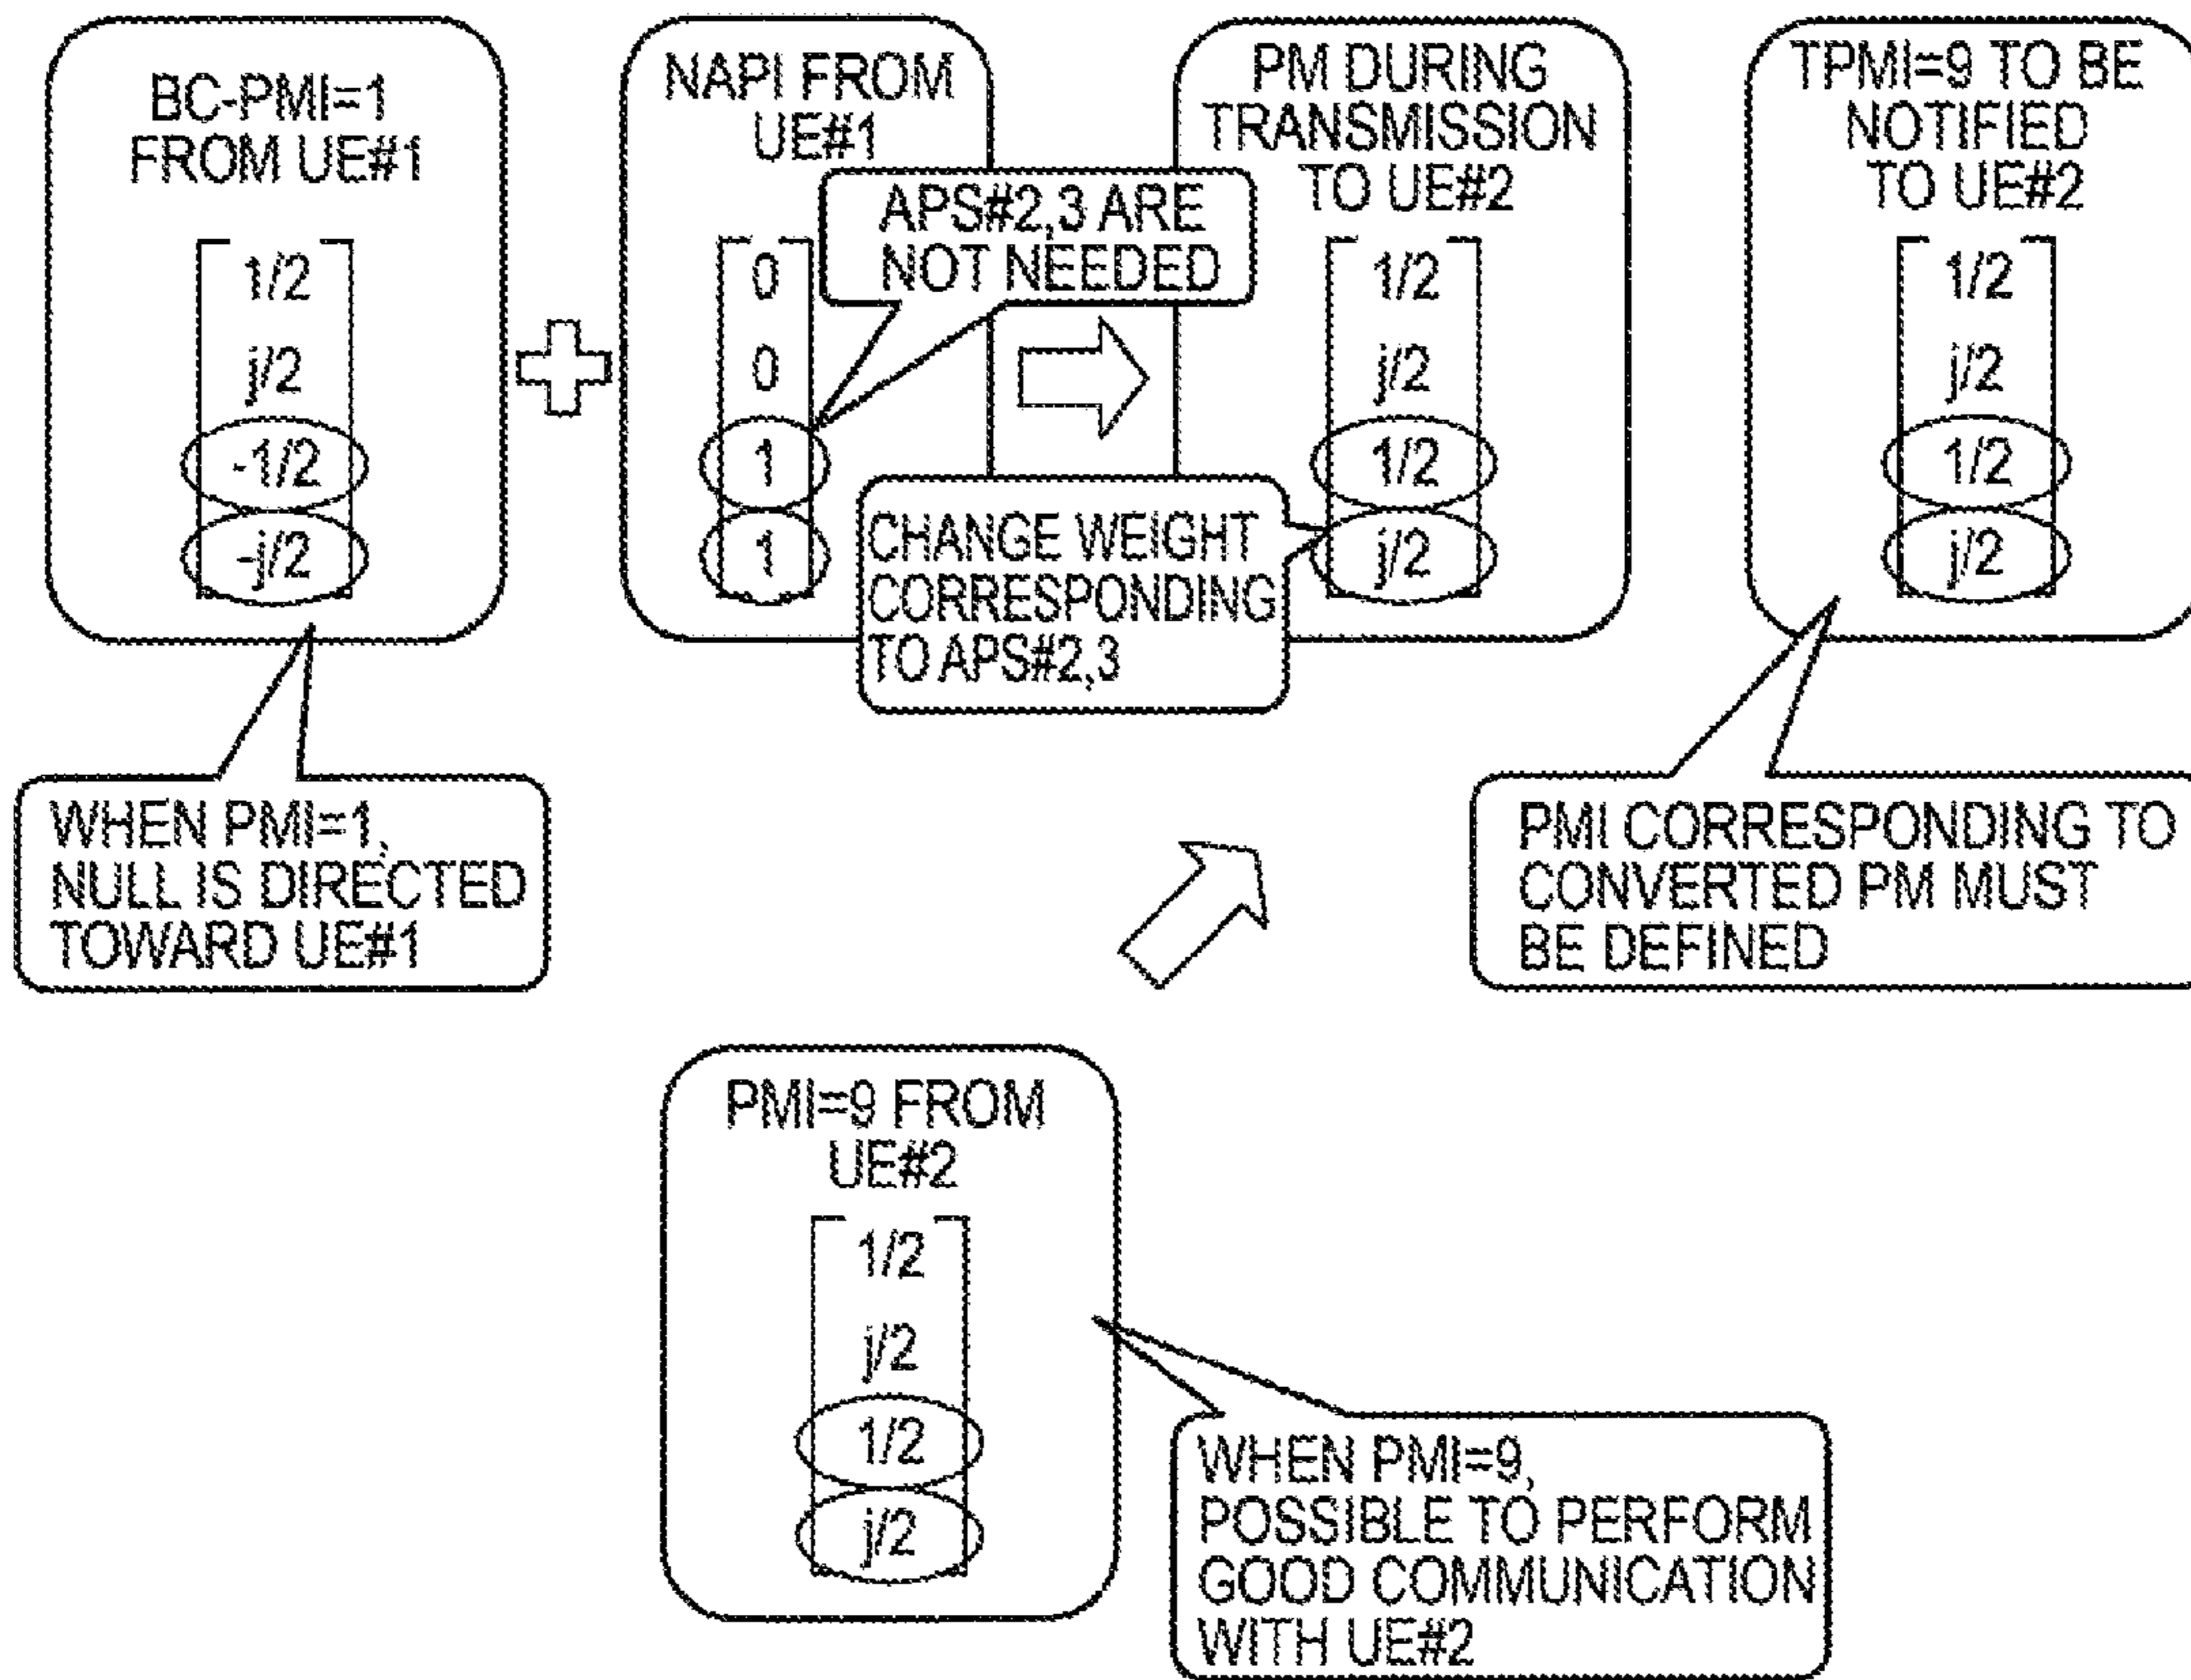 BC-PMI=1
FROM UE#1
1/2
j/2
-1/2
-j/2
WHEN PMI=1,
NULL IS DIRECTED
TOWARD UE#1
NAPI FROM
UE#1
0
0
1
1
APS#2,3 ARE
NOT NEEDED
CHANGE WEIGHT
CORRESPONDING
TO APS#2,3
PM DURING
TRANSMISSION
TO UE#2
1/2
j/2
1/2
j/2
TPMI=9 TO BE
NOTIFIED
TO UE#2
1/2
j/2
1/2
j/2
PMI CORRESPONDING TO
CONVERTED PM MUST
BE DEFINED
PMI=9 FROM
UE#2
1/2
j/2
1/2
j/2
WHEN PMI=9,
POSSIBLE TO PERFORM
GOOD COMMUNICATION
WITH UE#2